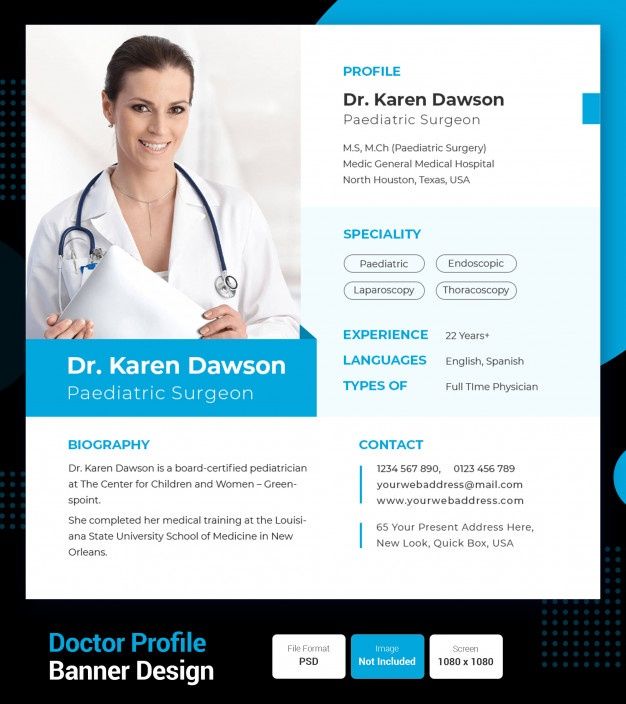 PROFILE
Dr. Karen Dawson
Paediatric Surgeon
M.S, M.Ch (Paediatric Surgery)
Medic General Medical Hospital
North Houston, Texas, USA
SPECIALITY
Paediatric
Endoscopic
Laparoscopy
Thoracoscopy
EXPERIENCE 22 Years+
LANGUAGES English, Spanish
TYPES OF Full TIme Physician
Dr. Karen Dawson
Paediatric Surgeon
BIOGRAPHY
Dr. Karen Dawson is a board-certified pediatrician
at The Center for Children and Women – Green-
spoint.
She completed her medical training at the Louisi-
ana State University School of Medicine in New
Orleans.
CONTACT
1234 567 890, 0123 456 789
yourwebaddress@mail.com
www.yourwebaddress.com
65 Your Present Address Here,
New Look, Quick Box, USA
Doctor Profile
Banner Design
File Format
PSD
Image
Not Included
Screen
1080 x 1080